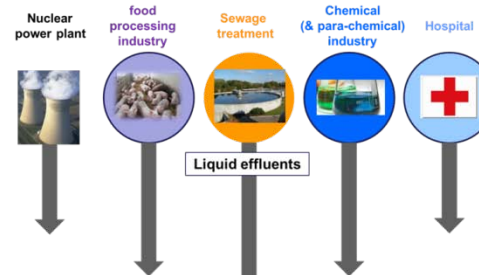 Nuclear
power plant
food
processing
industry
Sewage
treatment
Chemical
(& para-chemical)
industry
Hospital
Liquid effluents